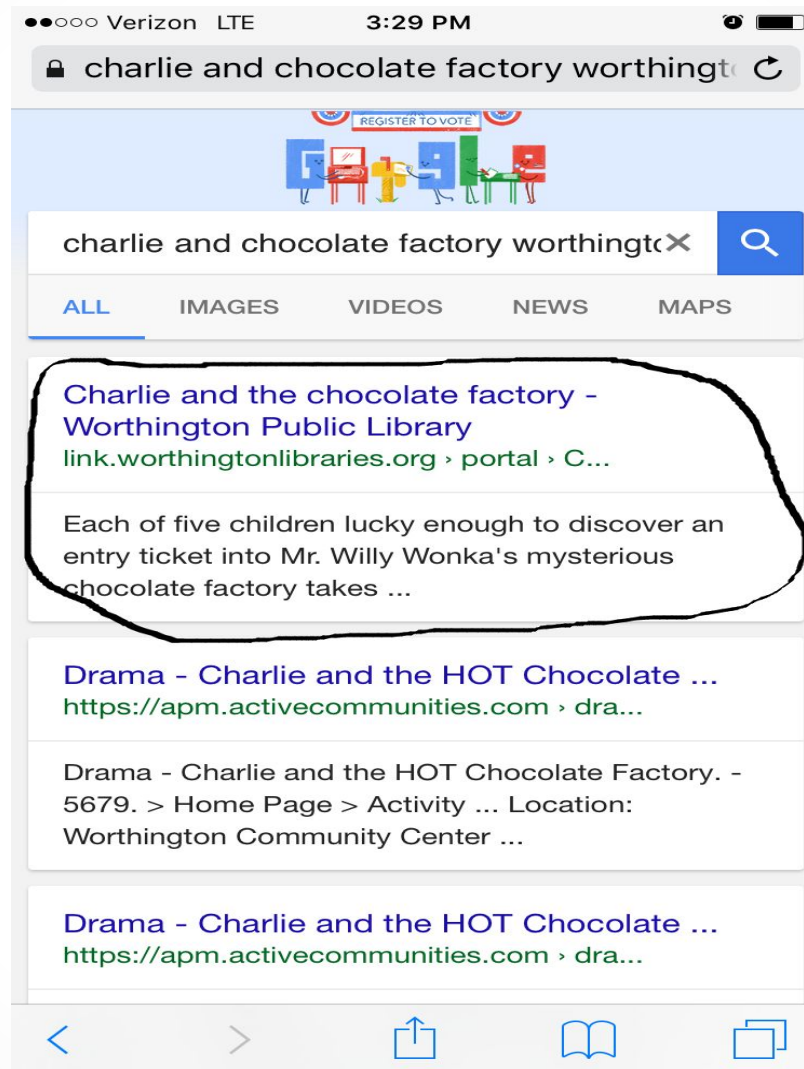 Verizon LTE 3:29 PM
charlie and chocolate factory worthingt
REGISTER TO VOTE
Google
charlie and chocolate factory worthingto
ALL IMAGES VIDEOS NEWS MAPS
Charlie and the chocolate factory -
Worthington Public Library
link.worthingtonlibraries.org › portal › C...
Each of five children lucky enough to discover an
entry ticket into Mr. Willy Wonka's mysterious
chocolate factory takes ...
Drama - Charlie and the HOT Chocolate ...
https://apm.activecommunities.com › dra...
Drama - Charlie and the HOT Chocolate Factory. -
5679. > Home Page > Activity ... Location:
Worthington Community Center ...
Drama - Charlie and the HOT Chocolate ...
https://apm.activecommunities.com › dra...